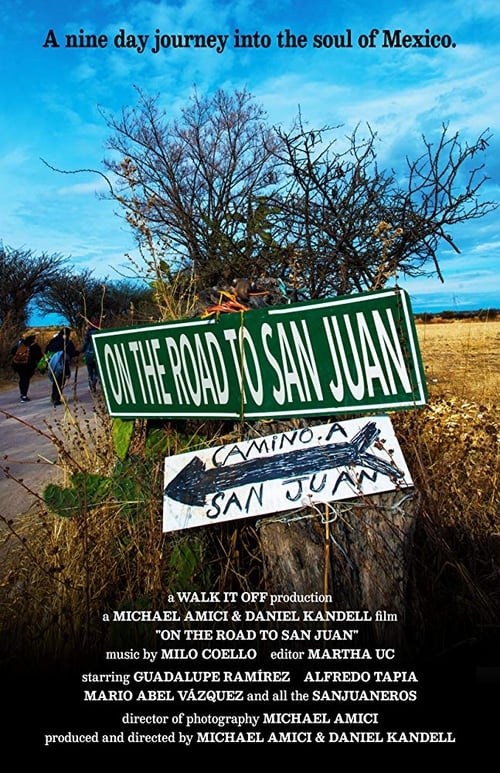 A nine day journey into the soul of Mexico.
ON THE ROAD TO SAN JUAN
CAMINO. A
SAN JUAN
a WALK IT OFF production
a MICHAEL AMICI & DANIEL KANDELL film
"ON THE ROAD TO SAN JUAN"
music by MILO COELLO editor MARTHA UC
starring GUADALUPE RAMÍREZ ALFREDO TAPIA
MARIO ABEL VÁZQUEZ and all the SANJUANEROS
director of photography MICHAEL AMICI
produced and directed by MICHAEL AMICI & DANIEL KANDELL